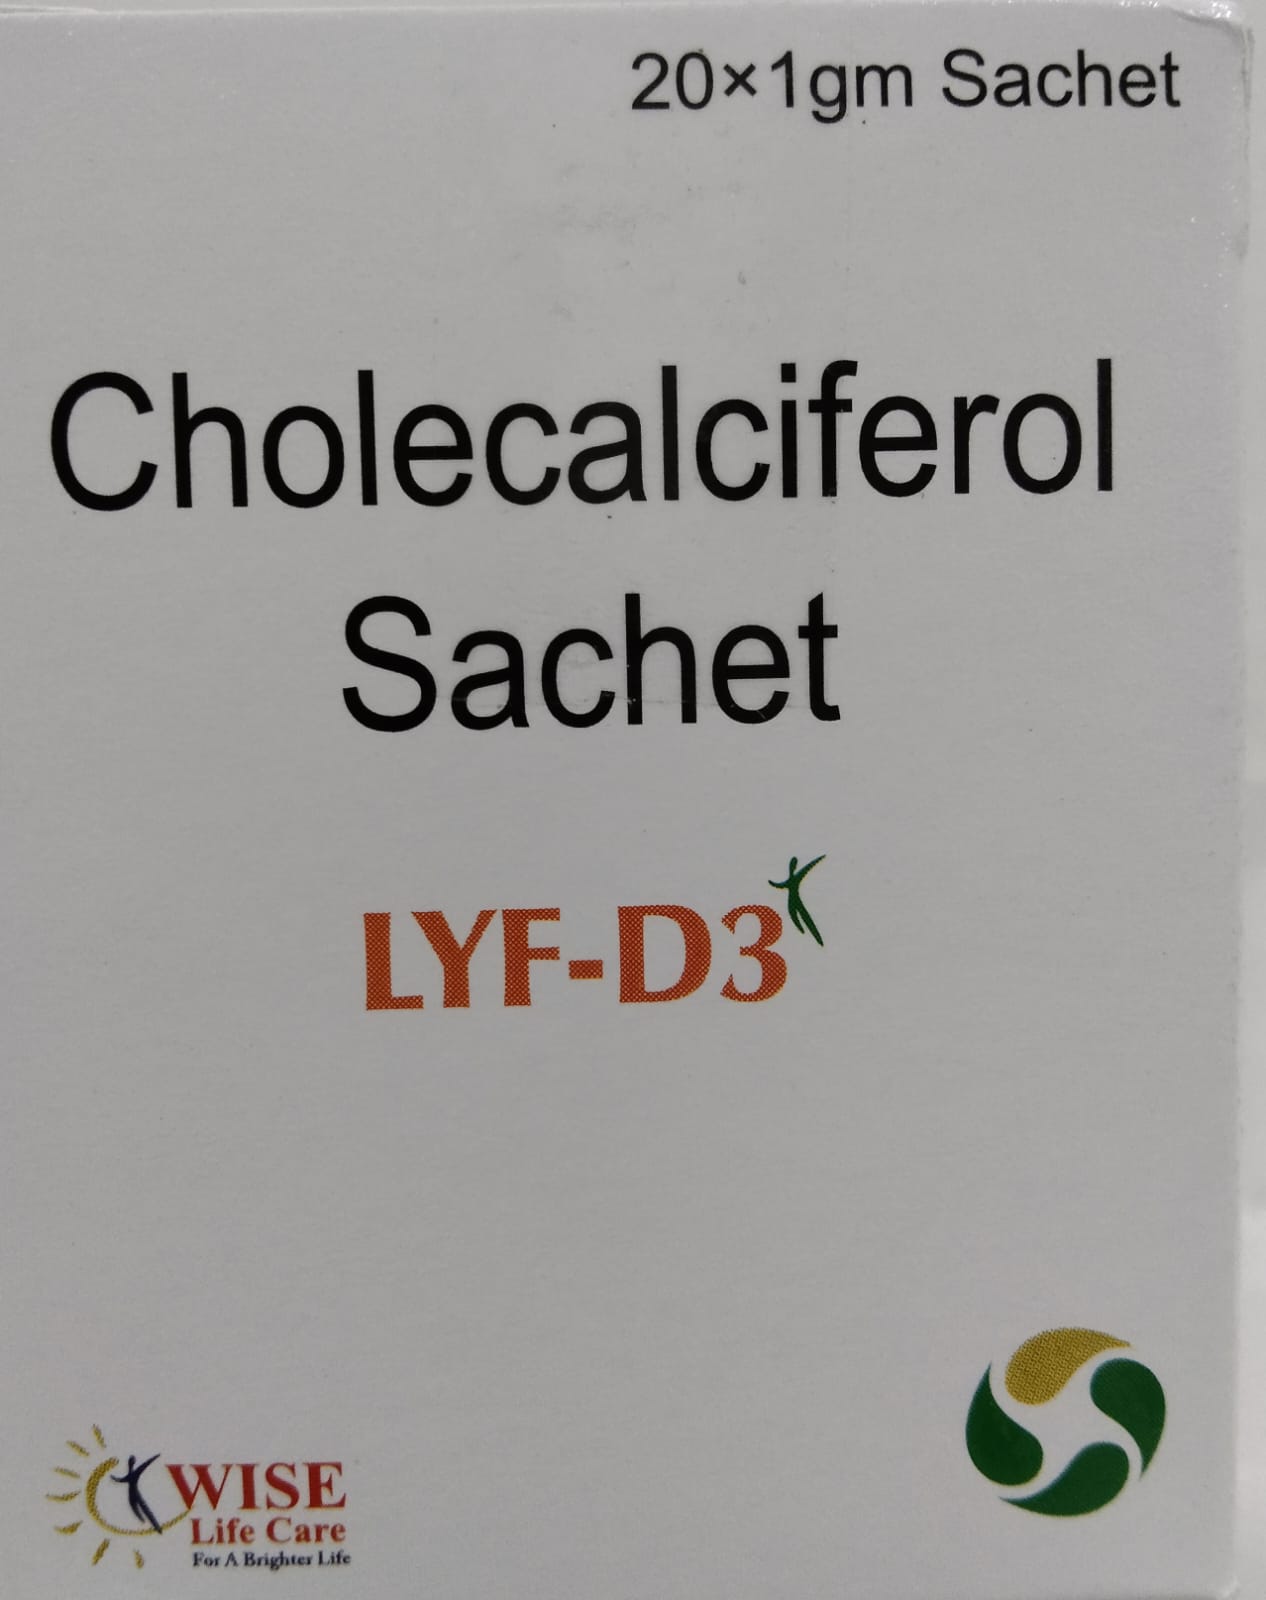 20×1gm Sachet
Cholecalciferol
Sachet
LYF-D3
WISE
Life Care
For A Brighter Life